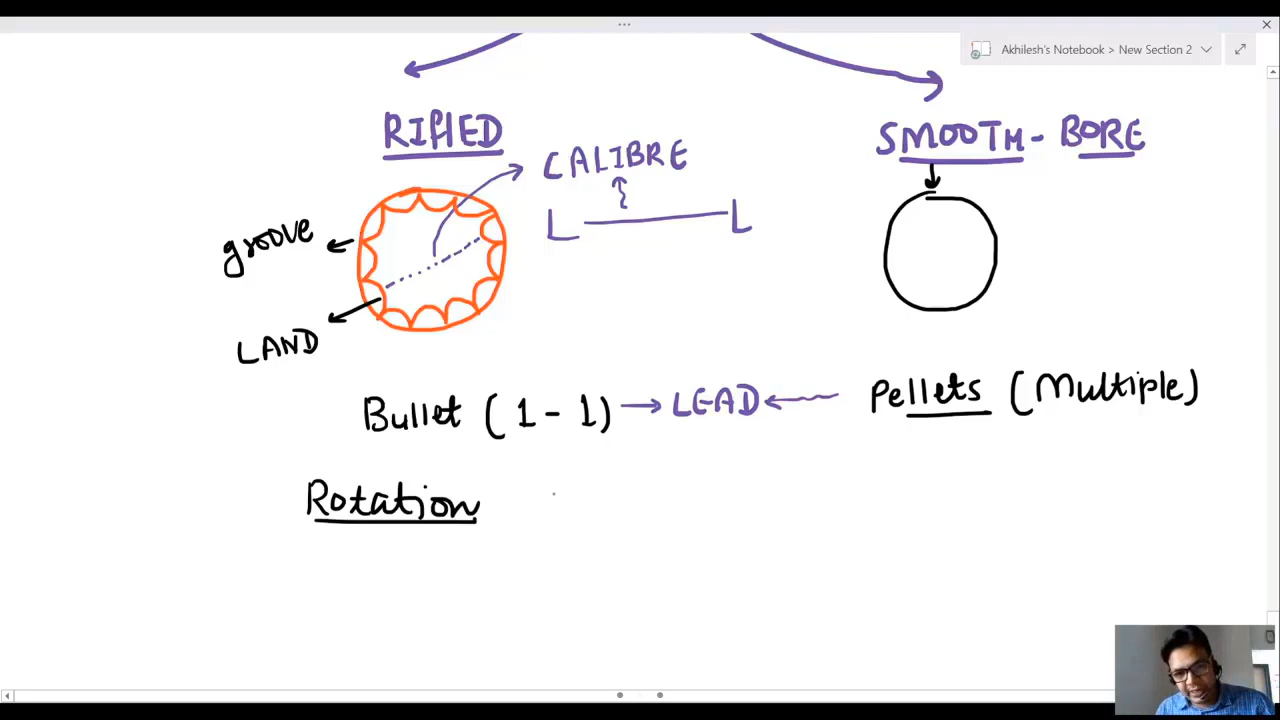 Akhilesh's Notebook > New Section 2
RIFlED
SMOOTH-BORE
CALIBRE
L L
groove
LAND
Bullet (1-1) → LEAD ← Pellets (Multiple)
Rotation